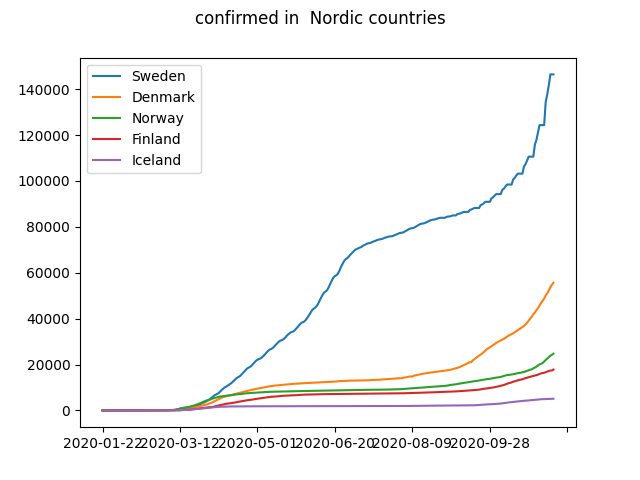 confirmed in  Nordic countries
Sweden
Denmark
Norway
Finland
Iceland
140000
120000
100000
80000
60000
40000
20000
0
2020-01-22 2020-03-12 2020-05-01 2020-06-20 2020-08-09 2020-09-28